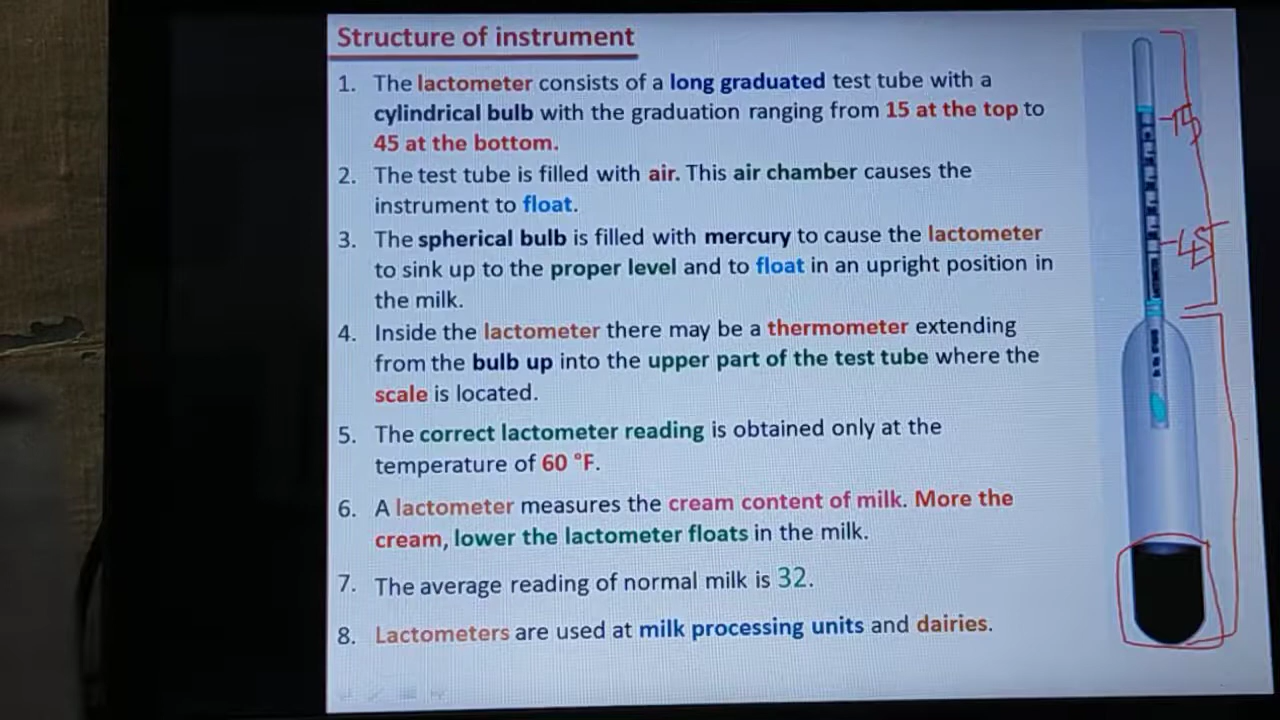 Structure of instrument
1. The lactometer consists of a long graduated test tube with a
cylindrical bulb with the graduation ranging from 15 at the top to
45 at the bottom.
2. The test tube is filled with air. This air chamber causes the
instrument to float.
3. The spherical bulb is filled with mercury to cause the lactometer
to sink up to the proper level and to float in an upright position in
the milk.
4. Inside the lactometer there may be a thermometer extending
from the bulb up into the upper part of the test tube where the
scale is located.
5. The correct lactometer reading is obtained only at the
temperature of 60 °F.
6. A lactometer measures the cream content of milk. More the
cream, lower the lactometer floats in the milk.
7. The average reading of normal milk is 32.
8. Lactometers are used at milk processing units and dairies.
15
45